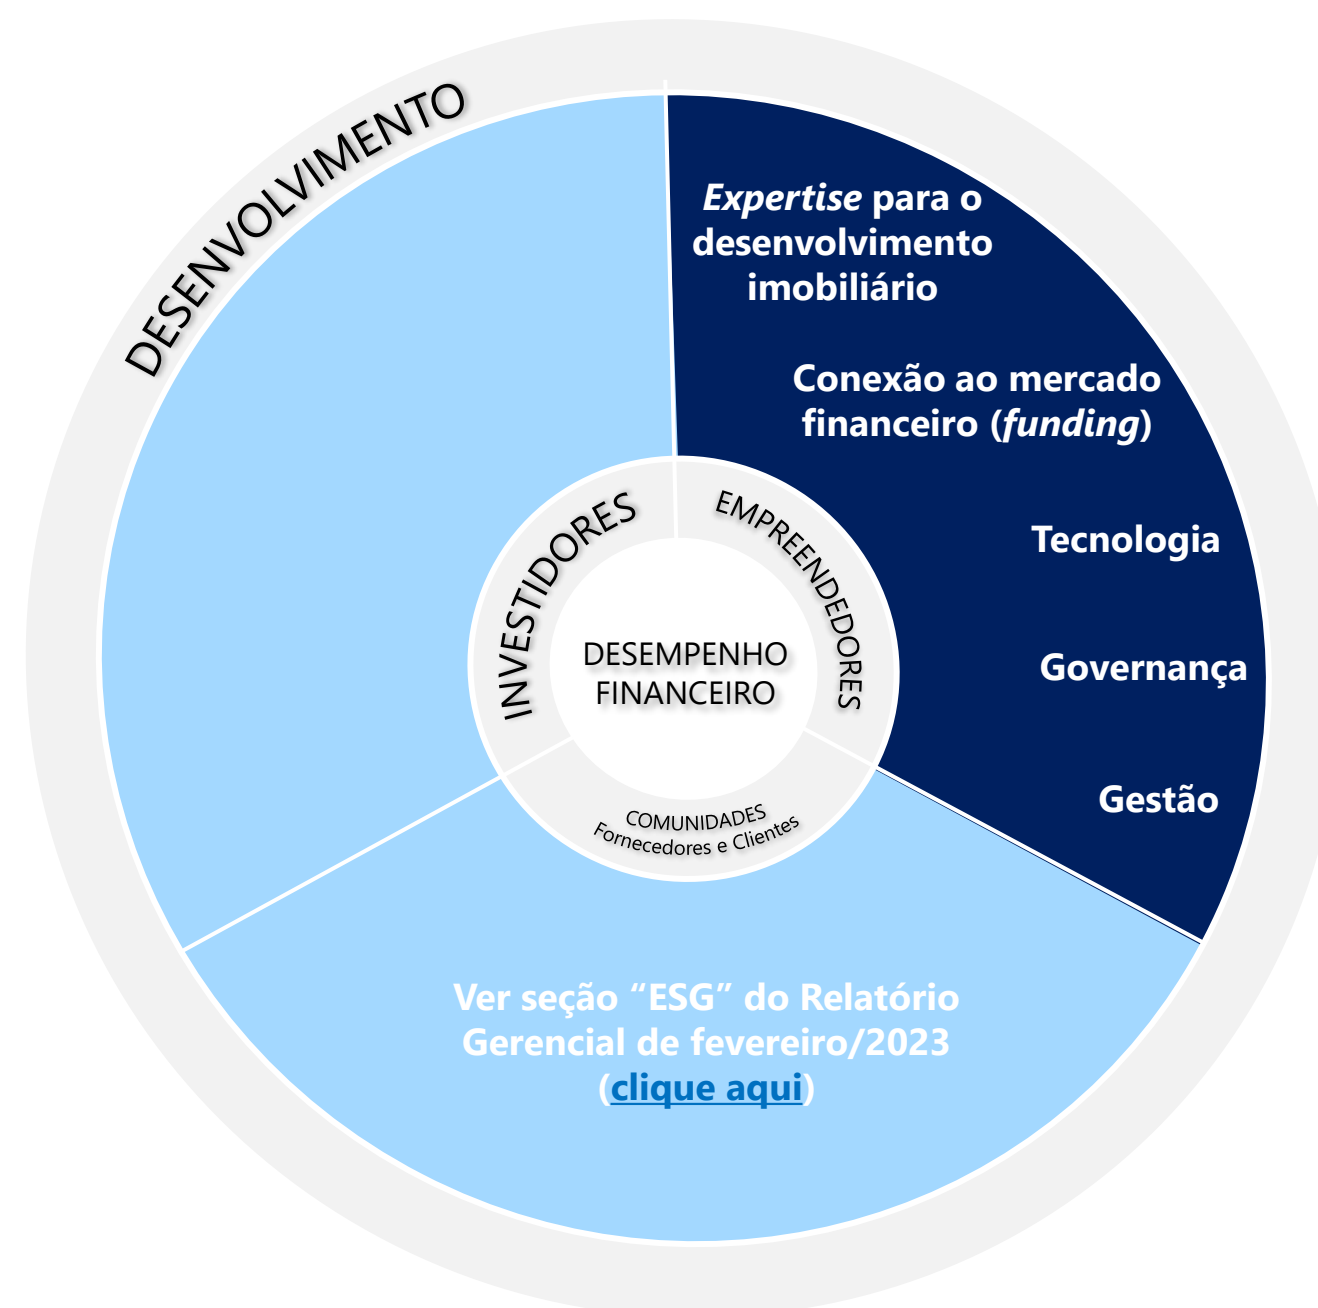 DESENVOLVIMENTO
Expertise para o
desenvolvimento
imobiliário
Conexão ao mercado
financeiro (funding)
Tecnologia
Governança
Gestão
INVESTIDORES
EMPREENDEDORES
DESEMPENHO
FINANCEIRO
COMUNIDADES
Fornecedores e Clientes
Ver seção “ESG” do Relatório
Gerencial de fevereiro/2023
(clique aqui)